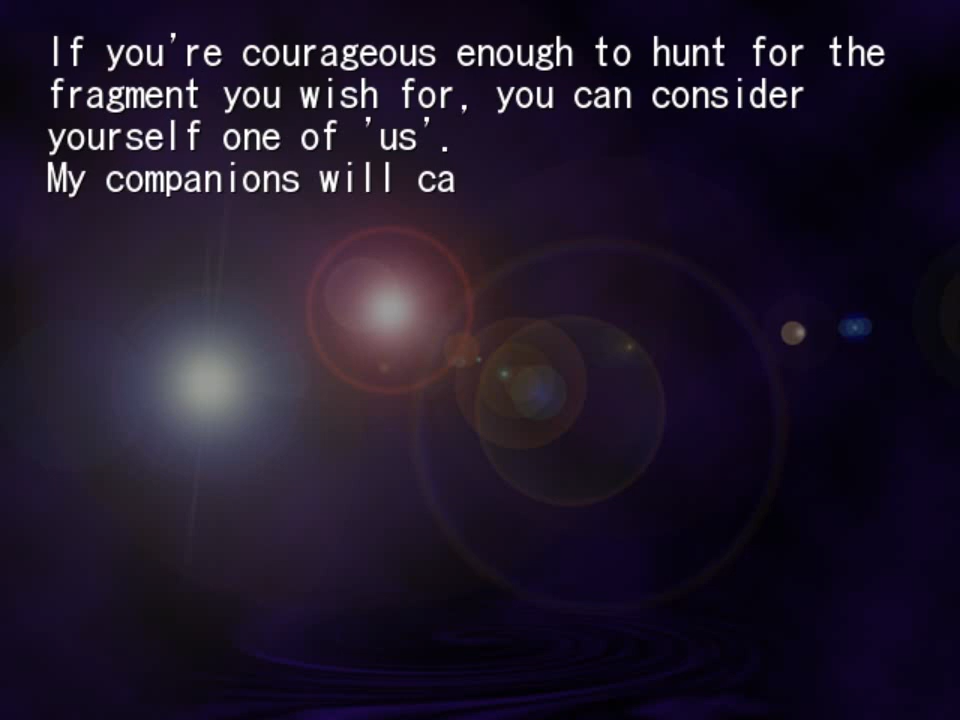 If you're courageous enough to hunt for the
fragment you wish for, you can consider
yourself one of 'us'.
My companions will ca